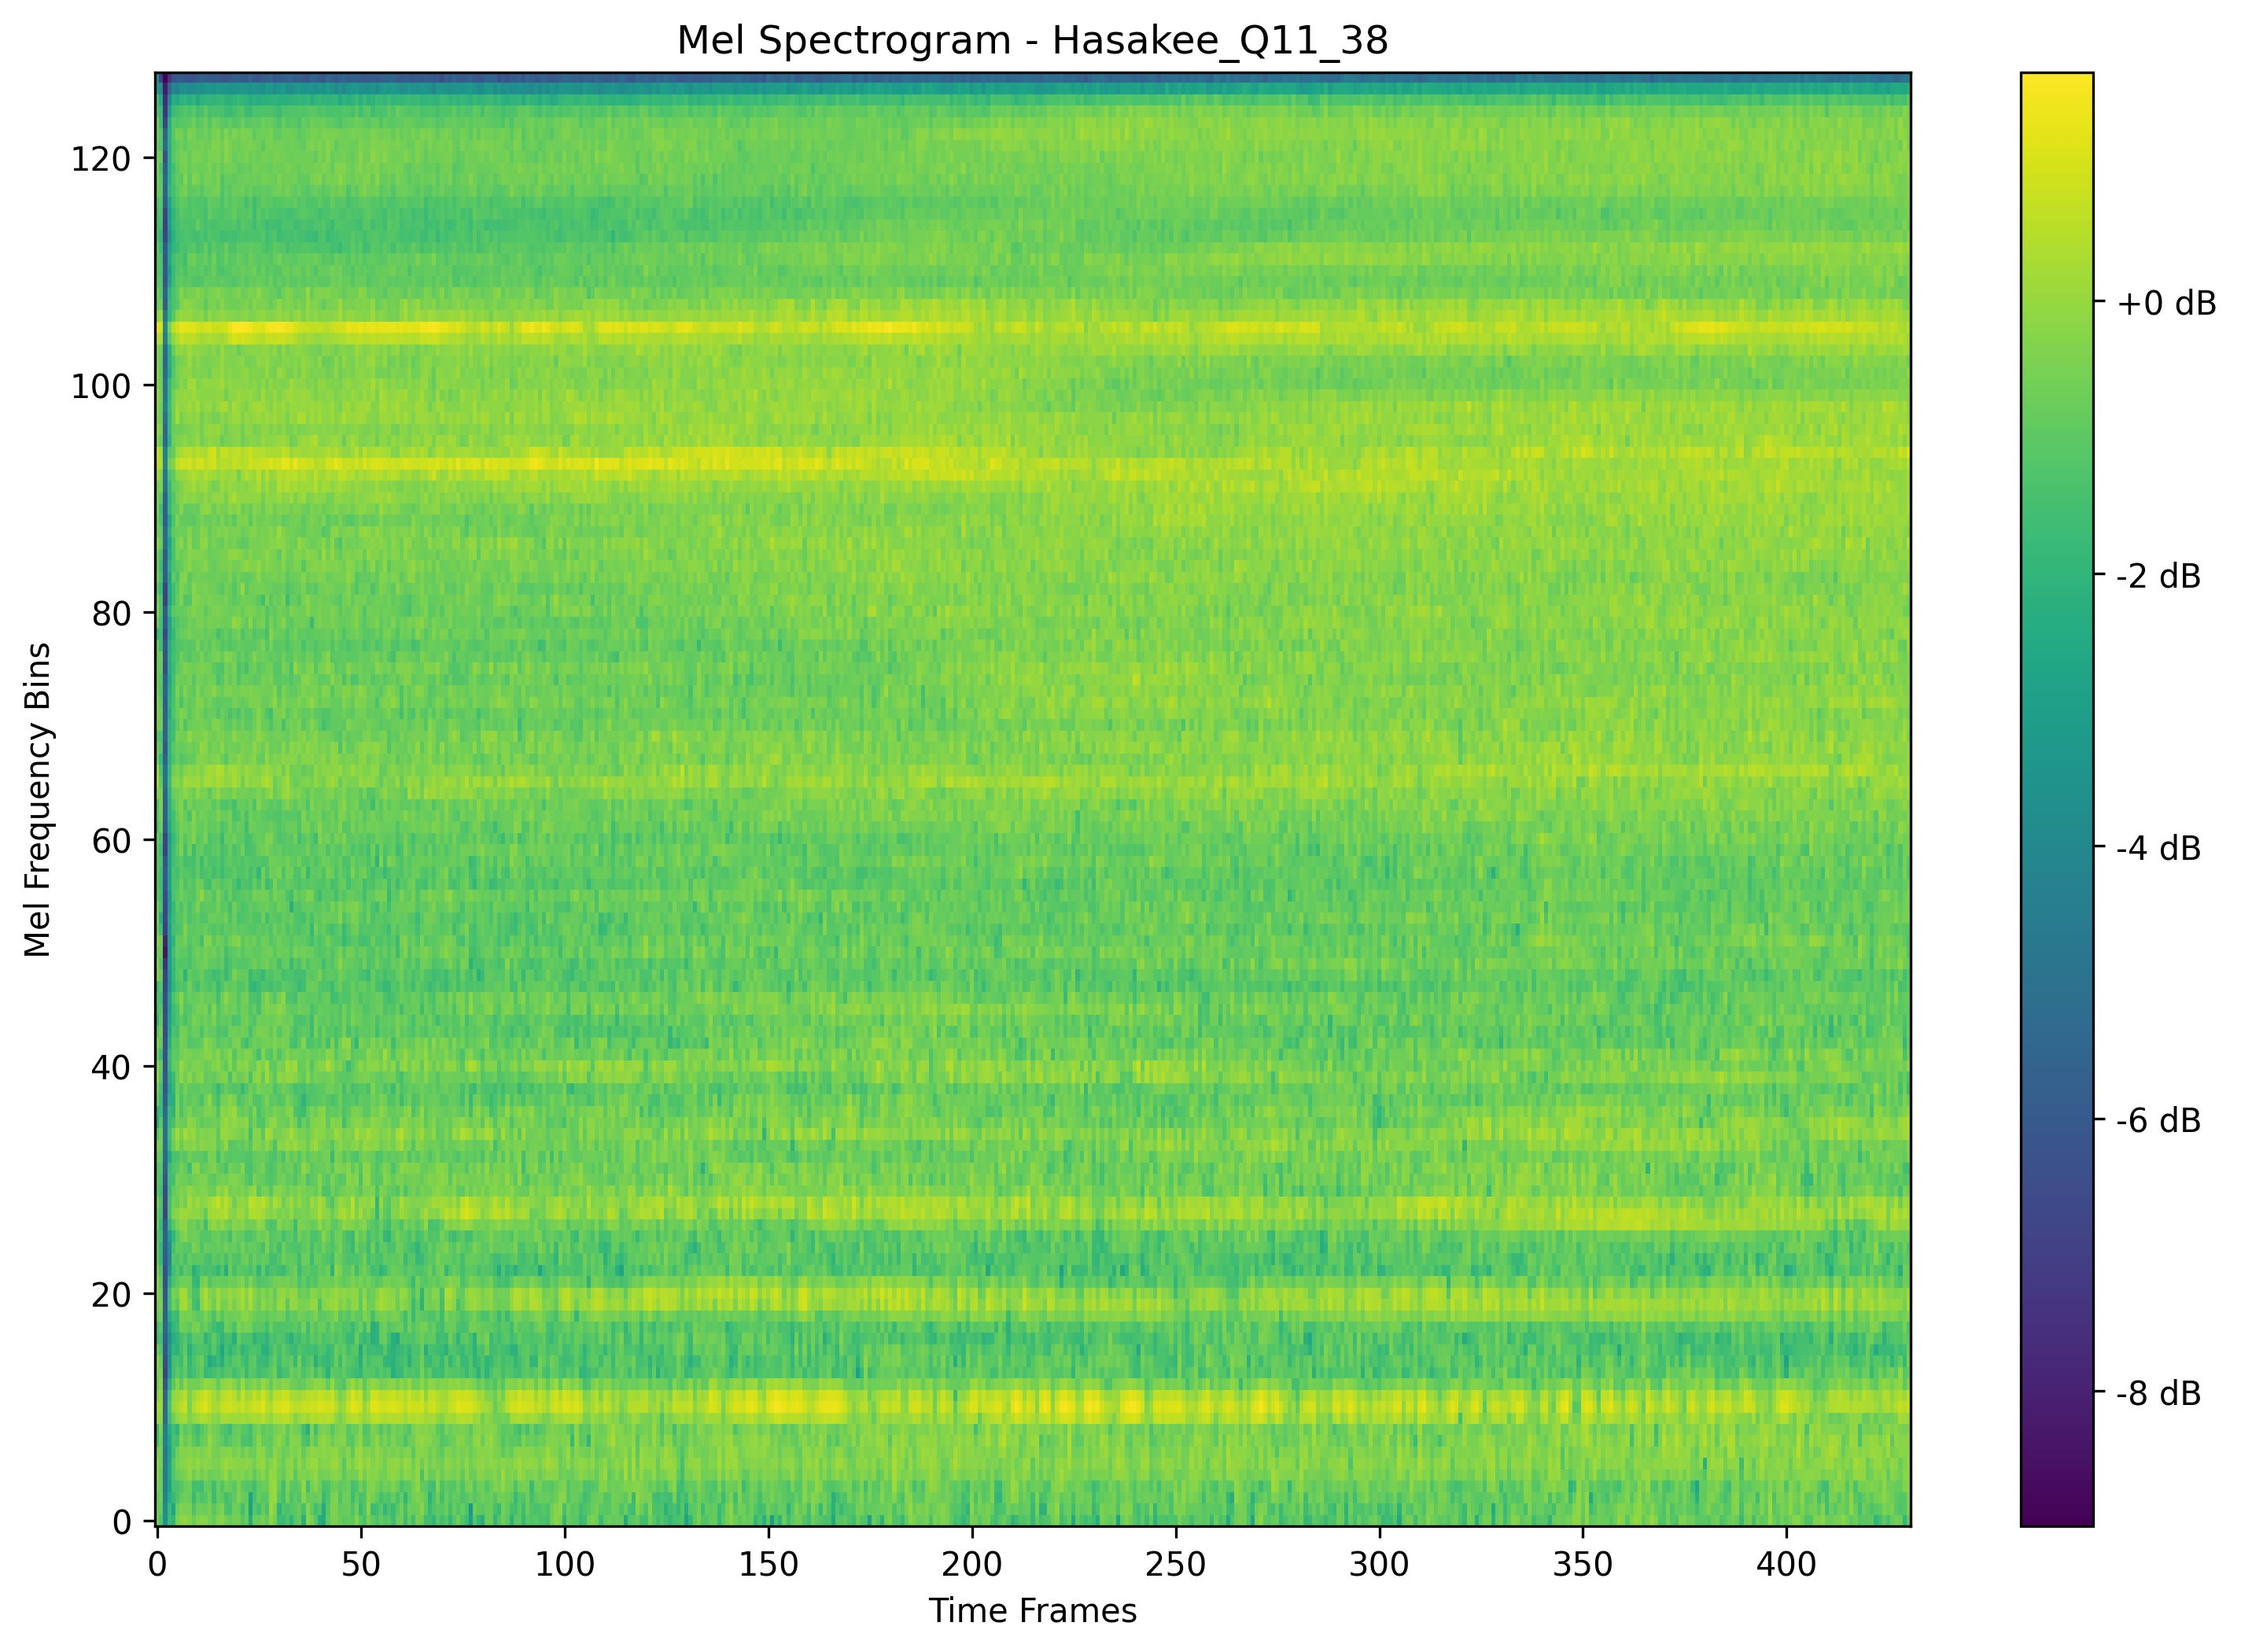 Mel Spectrogram - Hasakee_Q11_38
Mel Frequency Bins
120
100
80
60
40
20
0
0 50 100 150 200 250 300 350 400
Time Frames
+0 dB
-2 dB
-4 dB
-6 dB
-8 dB